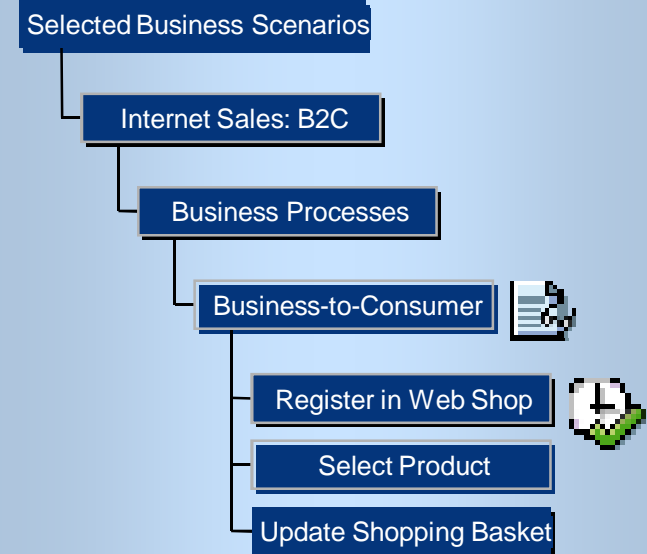 Selected Business Scenarios
Internet Sales: B2C
Business Processes
Business-to-Consumer
Register in Web Shop
Select Product
Update Shopping Basket